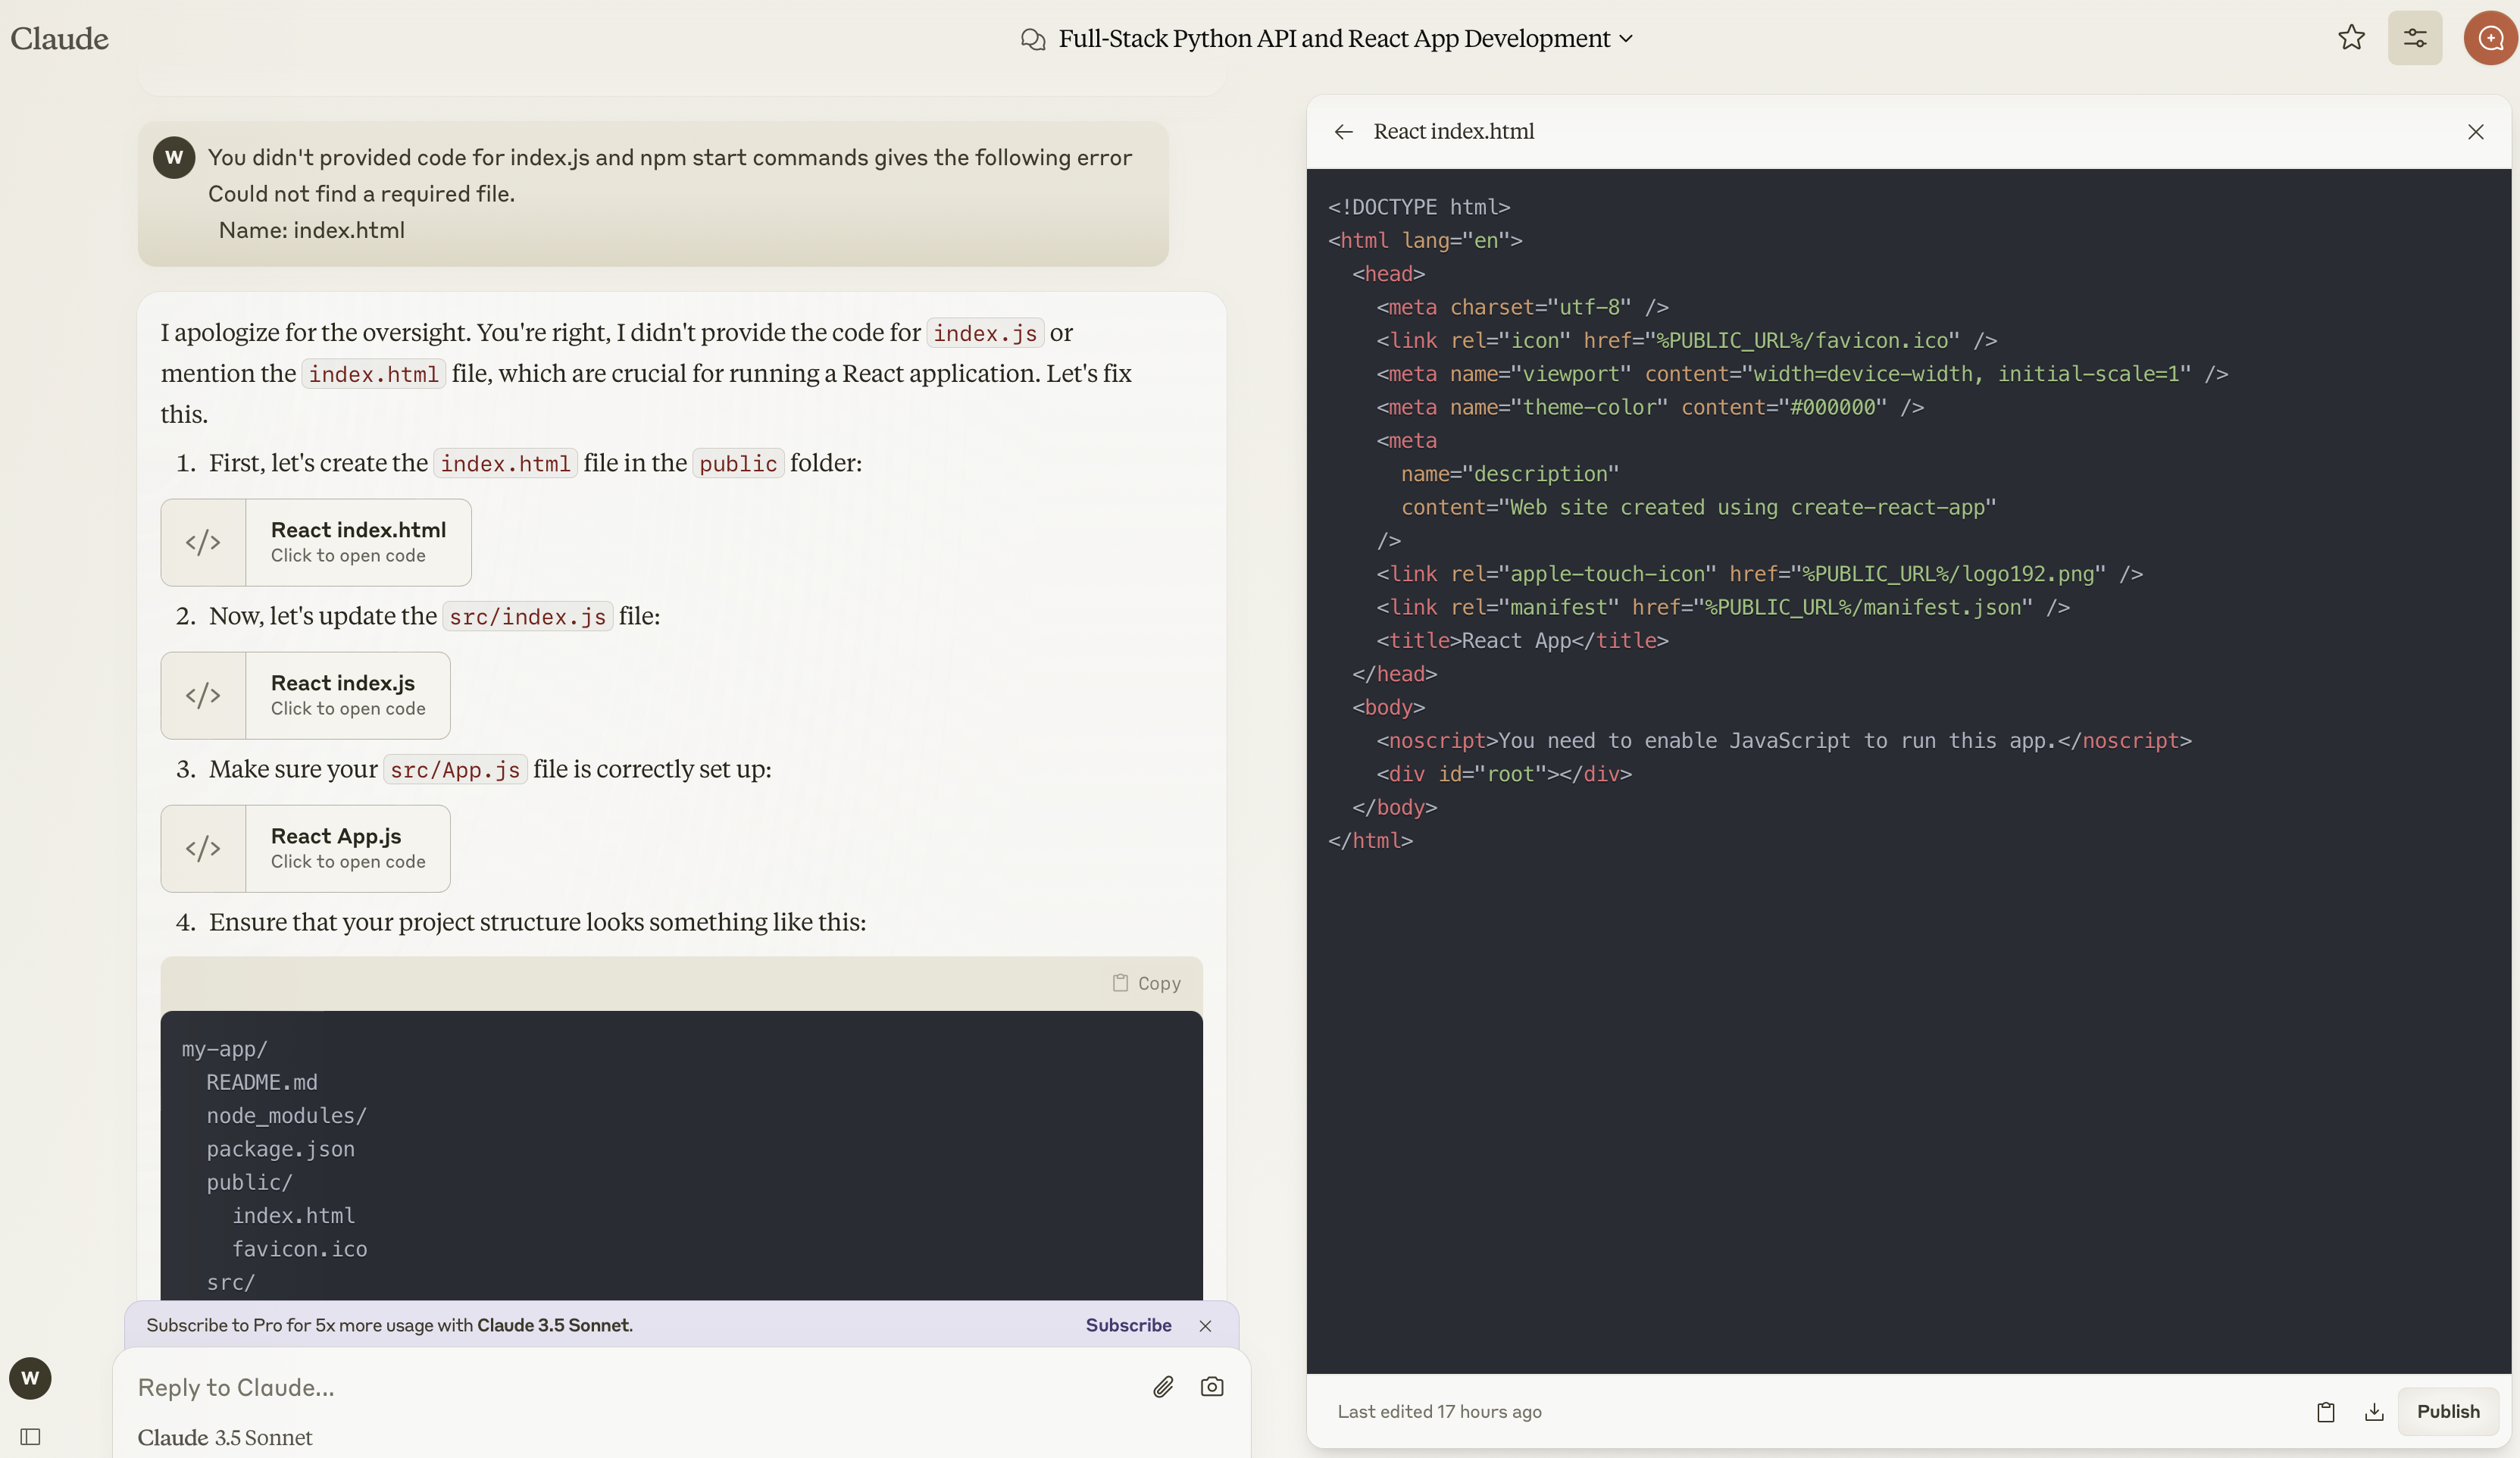 Claude
Full-Stack Python API and React App Development
W
You didn't provided code for index.js and npm start commands gives the following error
Could not find a required file.
Name: index.html
I apologize for the oversight. You're right, I didn't provide the code for index.js or
mention the index.html file, which are crucial for running a React application. Let's fix
this.
1. First, let's create the index.html file in the public folder:
</>
React index.html
Click to open code
2. Now, let's update the src/index.js file:
</>
React index.js
Click to open code
3. Make sure your src/App.js file is correctly set up:
</>
React App.js
Click to open code
4. Ensure that your project structure looks something like this:
Copy
my-app/
  README.md
  node_modules/
  package.json
  public/
    index.html
    favicon.ico
  src/
Subscribe to Pro for 5x more usage with Claude 3.5 Sonnet.
Subscribe
W
Reply to Claude...
Claude 3.5 Sonnet
React index.html
<!DOCTYPE html>
<html lang="en">
  <head>
    <meta charset="utf-8" />
    <link rel="icon" href="%PUBLIC_URL%/favicon.ico" />
    <meta name="viewport" content="width=device-width, initial-scale=1" />
    <meta name="theme-color" content="#000000" />
    <meta
      name="description"
      content="Web site created using create-react-app"
    />
    <link rel="apple-touch-icon" href="%PUBLIC_URL%/logo192.png" />
    <link rel="manifest" href="%PUBLIC_URL%/manifest.json" />
    <title>React App</title>
  </head>
  <body>
    <noscript>You need to enable JavaScript to run this app.</noscript>
    <div id="root"></div>
  </body>
</html>
Last edited 17 hours ago
Publish